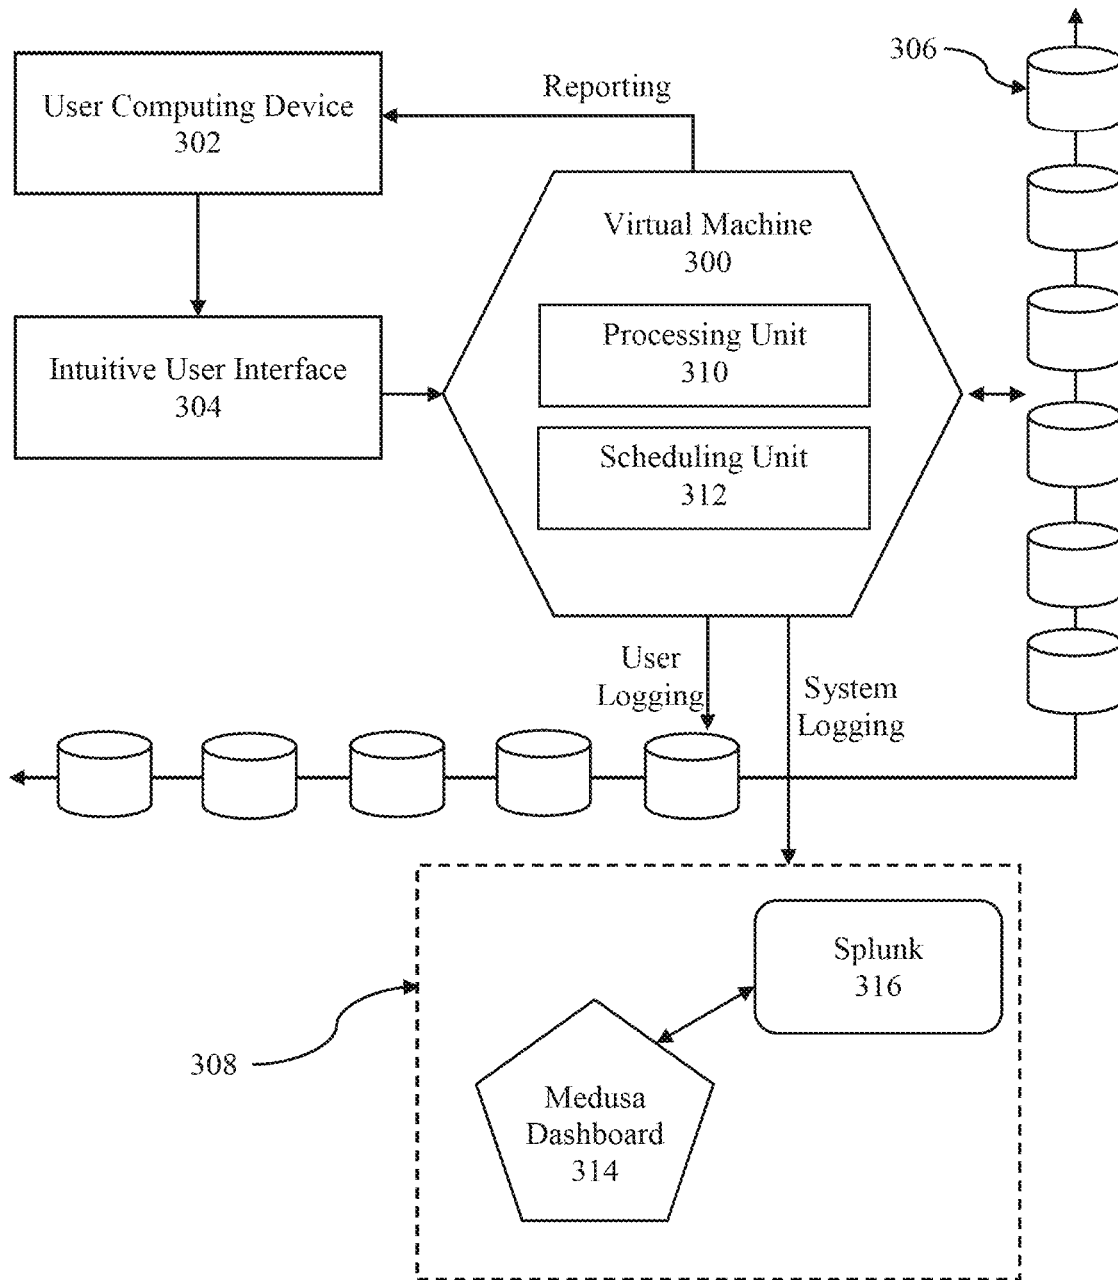 306
Reporting
User Computing Device
302
Virtual Machine
300
Intuitive User Interface
304
Processing Unit
310
Scheduling Unit
312
User
Logging
System
Logging
Splunk
316
308
Medusa
Dashboard
314